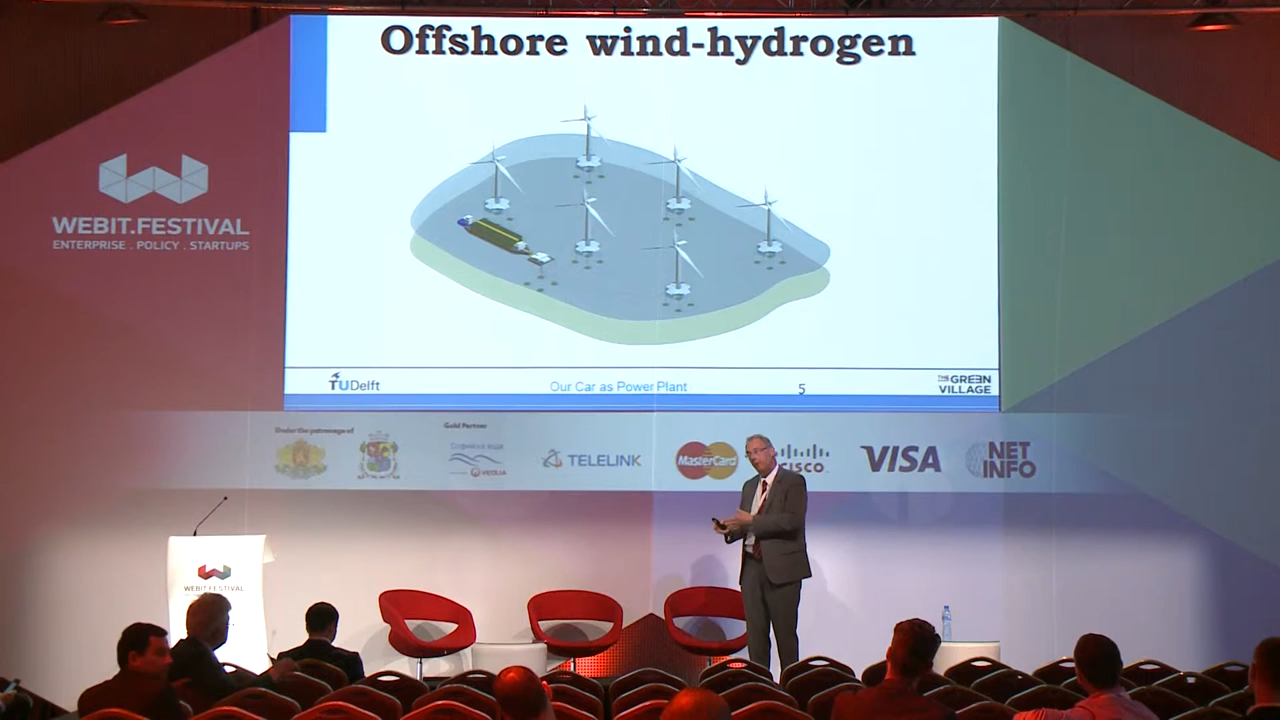 Offshore wind-hydrogen
WEBIT.FESTIVAL
ENTERPRISE . POLICY . STARTUPS
TUDelft
Our Car as Power Plant
5
THE GREEN
VILLAGE
Under the patronage of
Gold Partner
VEOLIA
TELELINK
MasterCard
CISCO
VISA
NET
INFO
WEBIT.FESTIVAL